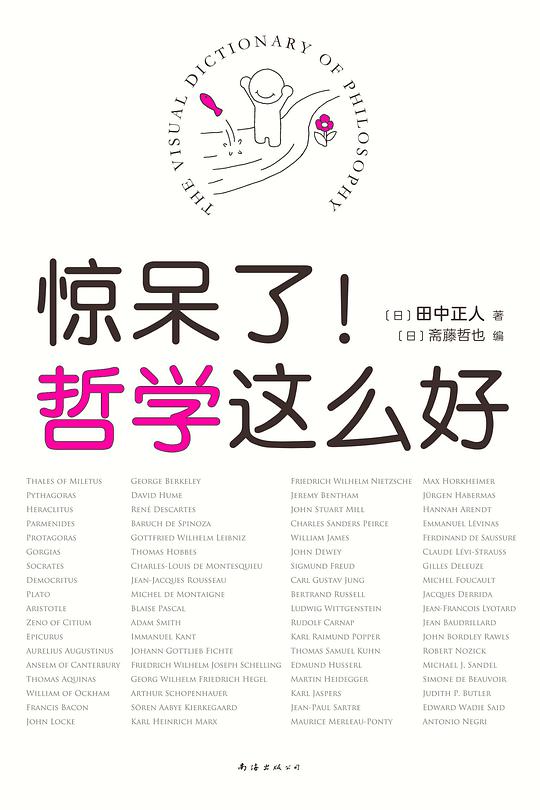 THE VISUAL DICTIONARY OF PHILOSOPHY
惊呆了!
〔日〕田中正人 著
〔日〕斋藤哲也 编
哲学这么好
THALES OF MILETUS
PYTHAGORAS
HERACLITUS
PARMENIDES
PROTAGORAS
GORGIAS
SOCRATES
DEMOCRITUS
PLATO
ARISTOTLE
ZENO OF CITIUM
EPICURUS
AURELIUS AUGUSTINUS
ANSELM OF CANTERBURY
THOMAS AQUINAS
WILLIAM OF OCKHAM
FRANCIS BACON
JOHN LOCKE
GEORGE BERKELEY
DAVID HUME
RENÉ DESCARTES
BARUCH DE SPINOZA
GOTTFRIED WILHELM LEIBNIZ
THOMAS HOBBES
CHARLES-LOUIS DE MONTESQUIEU
JEAN-JACQUES ROUSSEAU
MICHEL DE MONTAIGNE
BLAISE PASCAL
ADAM SMITH
IMMANUEL KANT
JOHANN GOTTLIEB FICHTE
FRIEDRICH WILHELM JOSEPH SCHELLING
GEORG WILHELM FRIEDRICH HEGEL
ARTHUR SCHOPENHAUER
SÖREN AABYE KIERKEGAARD
KARL HEINRICH MARX
FRIEDRICH WILHELM NIETZSCHE
JEREMY BENTHAM
JOHN STUART MILL
CHARLES SANDERS PEIRCE
WILLIAM JAMES
JOHN DEWEY
SIGMUND FREUD
CARL GUSTAV JUNG
BERTRAND RUSSELL
LUDWIG WITTGENSTEIN
RUDOLF CARNAP
KARL RAIMUND POPPER
THOMAS SAMUEL KUHN
EDMUND HUSSERL
MARTIN HEIDEGGER
KARL JASPERS
JEAN-PAUL SARTRE
MAURICE MERLEAU-PONTY
MAX HORKHEIMER
JÜRGEN HABERMAS
HANNAH ARENDT
EMMANUEL LÉVINAS
FERDINAND DE SAUSSURE
CLAUDE LÉVI-STRAUSS
GILLES DELEUZE
MICHEL FOUCAULT
JACQUES DERRIDA
JEAN-FRANCOIS LYOTARD
JEAN BAUDRILLARD
JOHN BORDLEY RAWLS
ROBERT NOZICK
MICHAEL J. SANDEL
SIMONE DE BEAUVOIR
JUDITH P. BUTLER
EDWARD WADIE SAID
ANTONIO NEGRI
南海出版公司